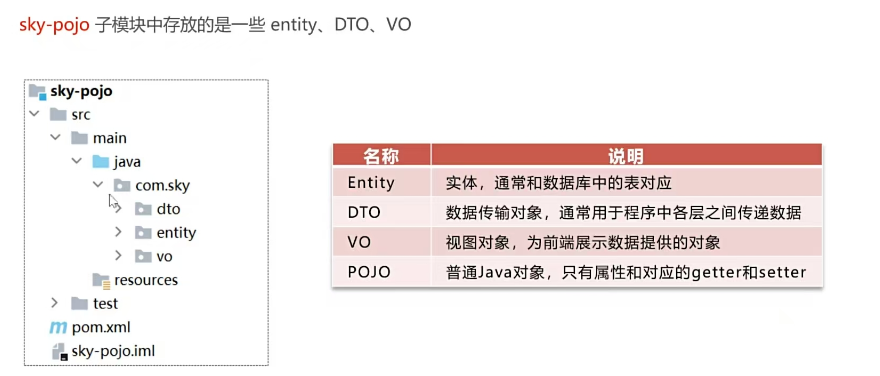 sky-pojo 子模块中存放的是一些 entity、DTO、VO
sky-pojo
src
main
java
com.sky
dto
entity
vo
resources
test
pom.xml
sky-pojo.iml
名称 说明
Entity 实体，通常和数据库中的表对应
DTO 数据传输对象，通常用于程序中各层之间传递数据
VO 视图对象，为前端展示数据提供的对象
POJO 普通Java对象，只有属性和对应的getter和setter